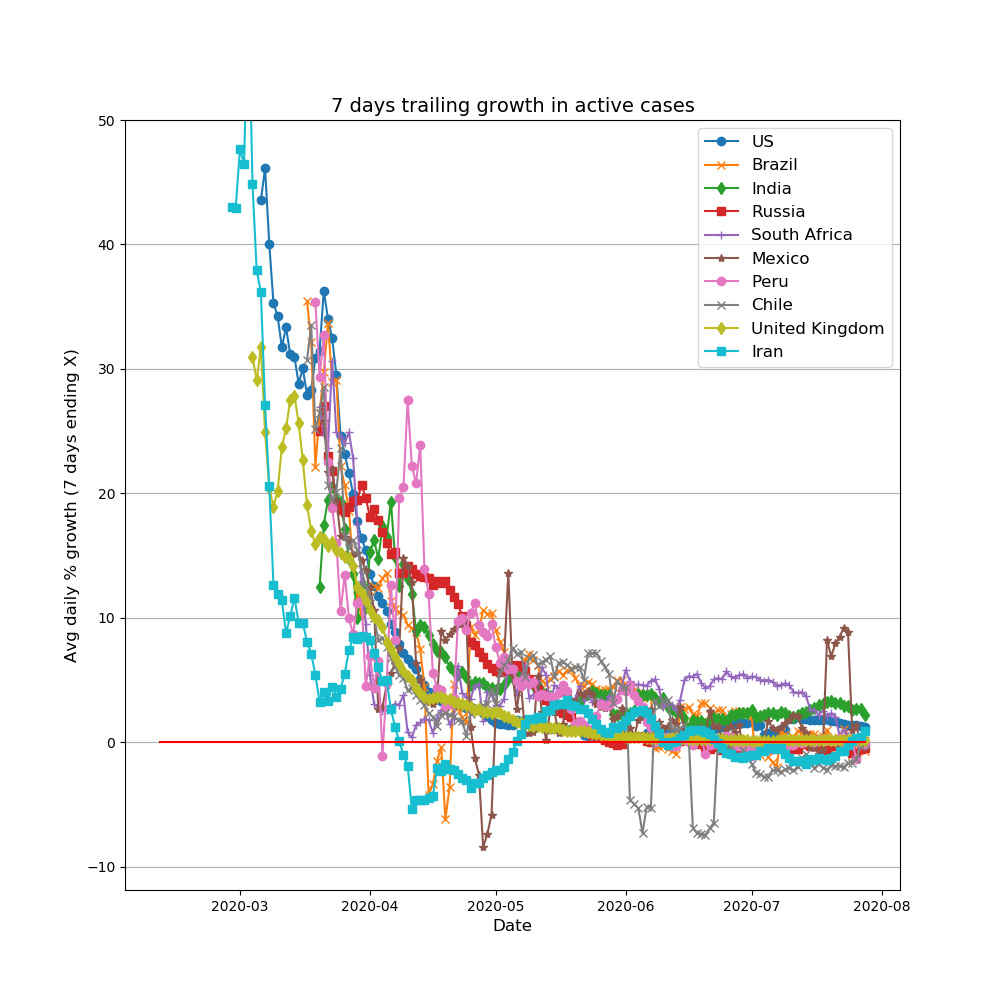 7 days trailing growth in active cases
50
40
30
20
10
0
−10
Avg daily % growth (7 days ending X)
US
Brazil
India
Russia
South Africa
Mexico
Peru
Chile
United Kingdom
Iran
2020-03 2020-04 2020-05 2020-06 2020-07 2020-08
Date